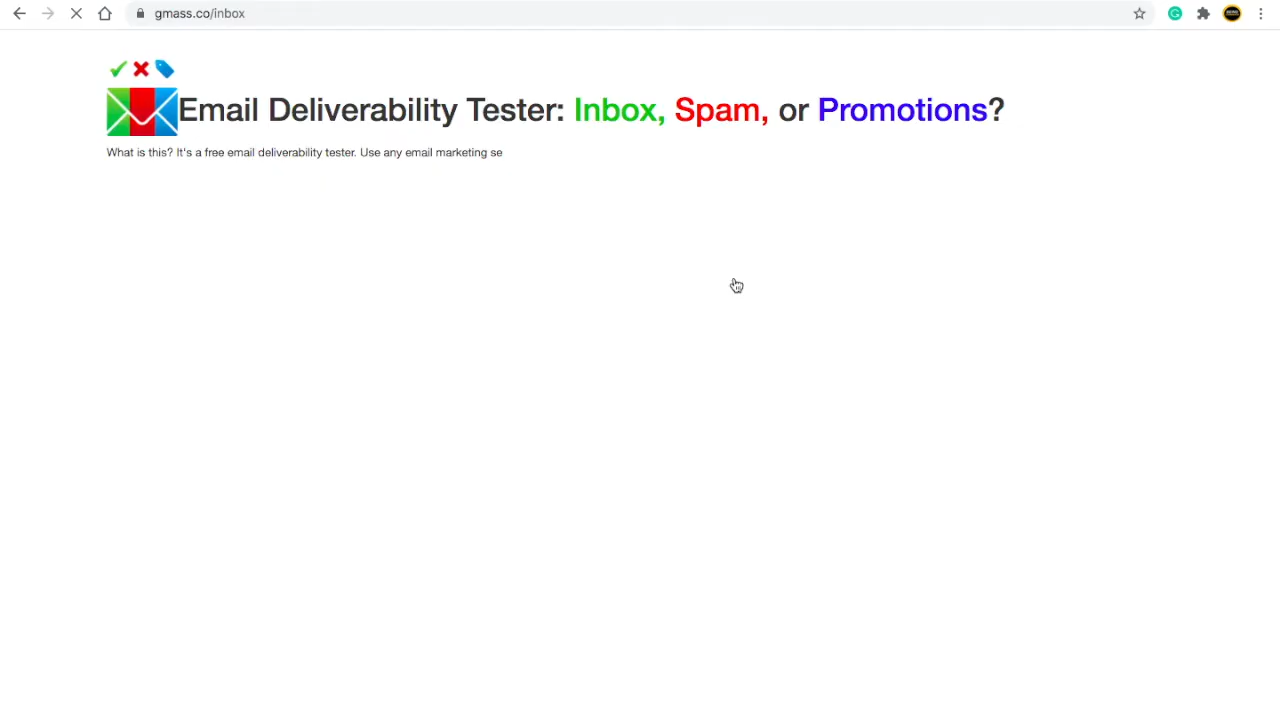 gmass.co/inbox
Email Deliverability Tester: Inbox, Spam, or Promotions?
What is this? It's a free email deliverability tester. Use any email marketing se